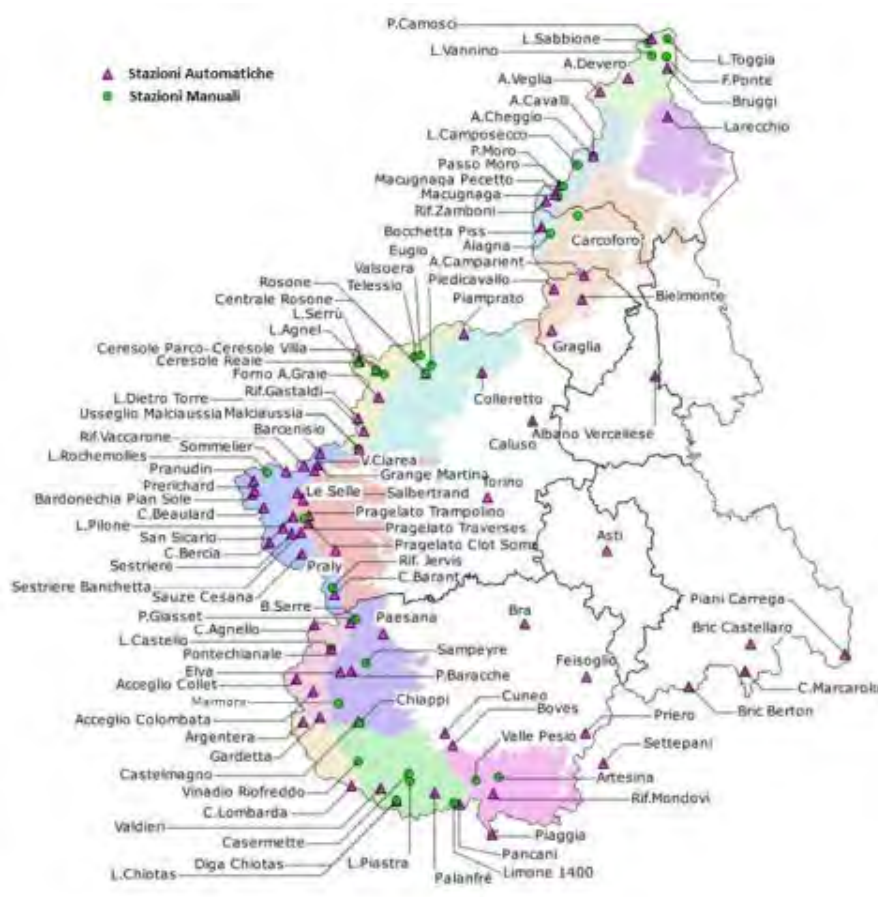 P.Camosci
L.Sabbione
L.Vannino
L.Toggia
A.Devero
F.Ponte
Stazioni Automatiche
A.Veglia
Bruggi
Stazioni Manuali
A.Cavalli
Larecchio
A.Cheggio
L.Camposecco
P.Moro
Passo Moro
Macugnaga Pecetto
Macugnaga
Rif.Zamboni
Bocchetta Piss
Carcoforo
Alagna
Eugio
A.Camparient
Valsoera
Piedicavallo
Rosone
Telessio
Bielmonte
Centrale Rosone
Piamprato
L.Serrù
L.Agnel
Graglia
Ceresole Parco-Ceresole Villa
Ceresole Reale
Forno A.Graie
Rif.Gastaldi
Colleretto
L.Dietro Torre
Usseglio Malciaussia Malciaussia
Caluso
Albano Vercellese
Barcenisio
Rif.Vaccarone
Sommelier
L.Rochemolles
V.Clarea
Pranudin
Grange Martina
Prerichard
Torino
Bardonechia Pian Sole
Le Selle
Salbertrand
C.Beaulard
Pragelato Trampolino
L.Pilone
Pragelato Traverses
San Sicario
Asti
C.Bercia
Pragelato Clot Some
Sestriere
Praly
Rif. Jervis
Sestriere Banchetta
C.Barant
Sauze Cesana
B.Serre
Piani Carrega
P.Giasset
Paesana
Bra
C.Agnello
Bric Castellaro
L.Castello
Sampeyre
Pontechianale
Feisoglio
Elva
P.Baracche
Acceglio Collet
C.Marcarolo
Marmora
Chiappi
Cuneo
Bric Berton
Acceglio Colombata
Boves
Priero
Argentera
Valle Pesio
Gardetta
Settepani
Castelmagno
Artesina
Vinadio Riofreddo
Rif.Mondovi
C.Lombarda
Valdieri
Piaggia
Casermette
Pancani
Diga Chiotas
L.Piastra
Limone 1400
L.Chiotas
Palanfré